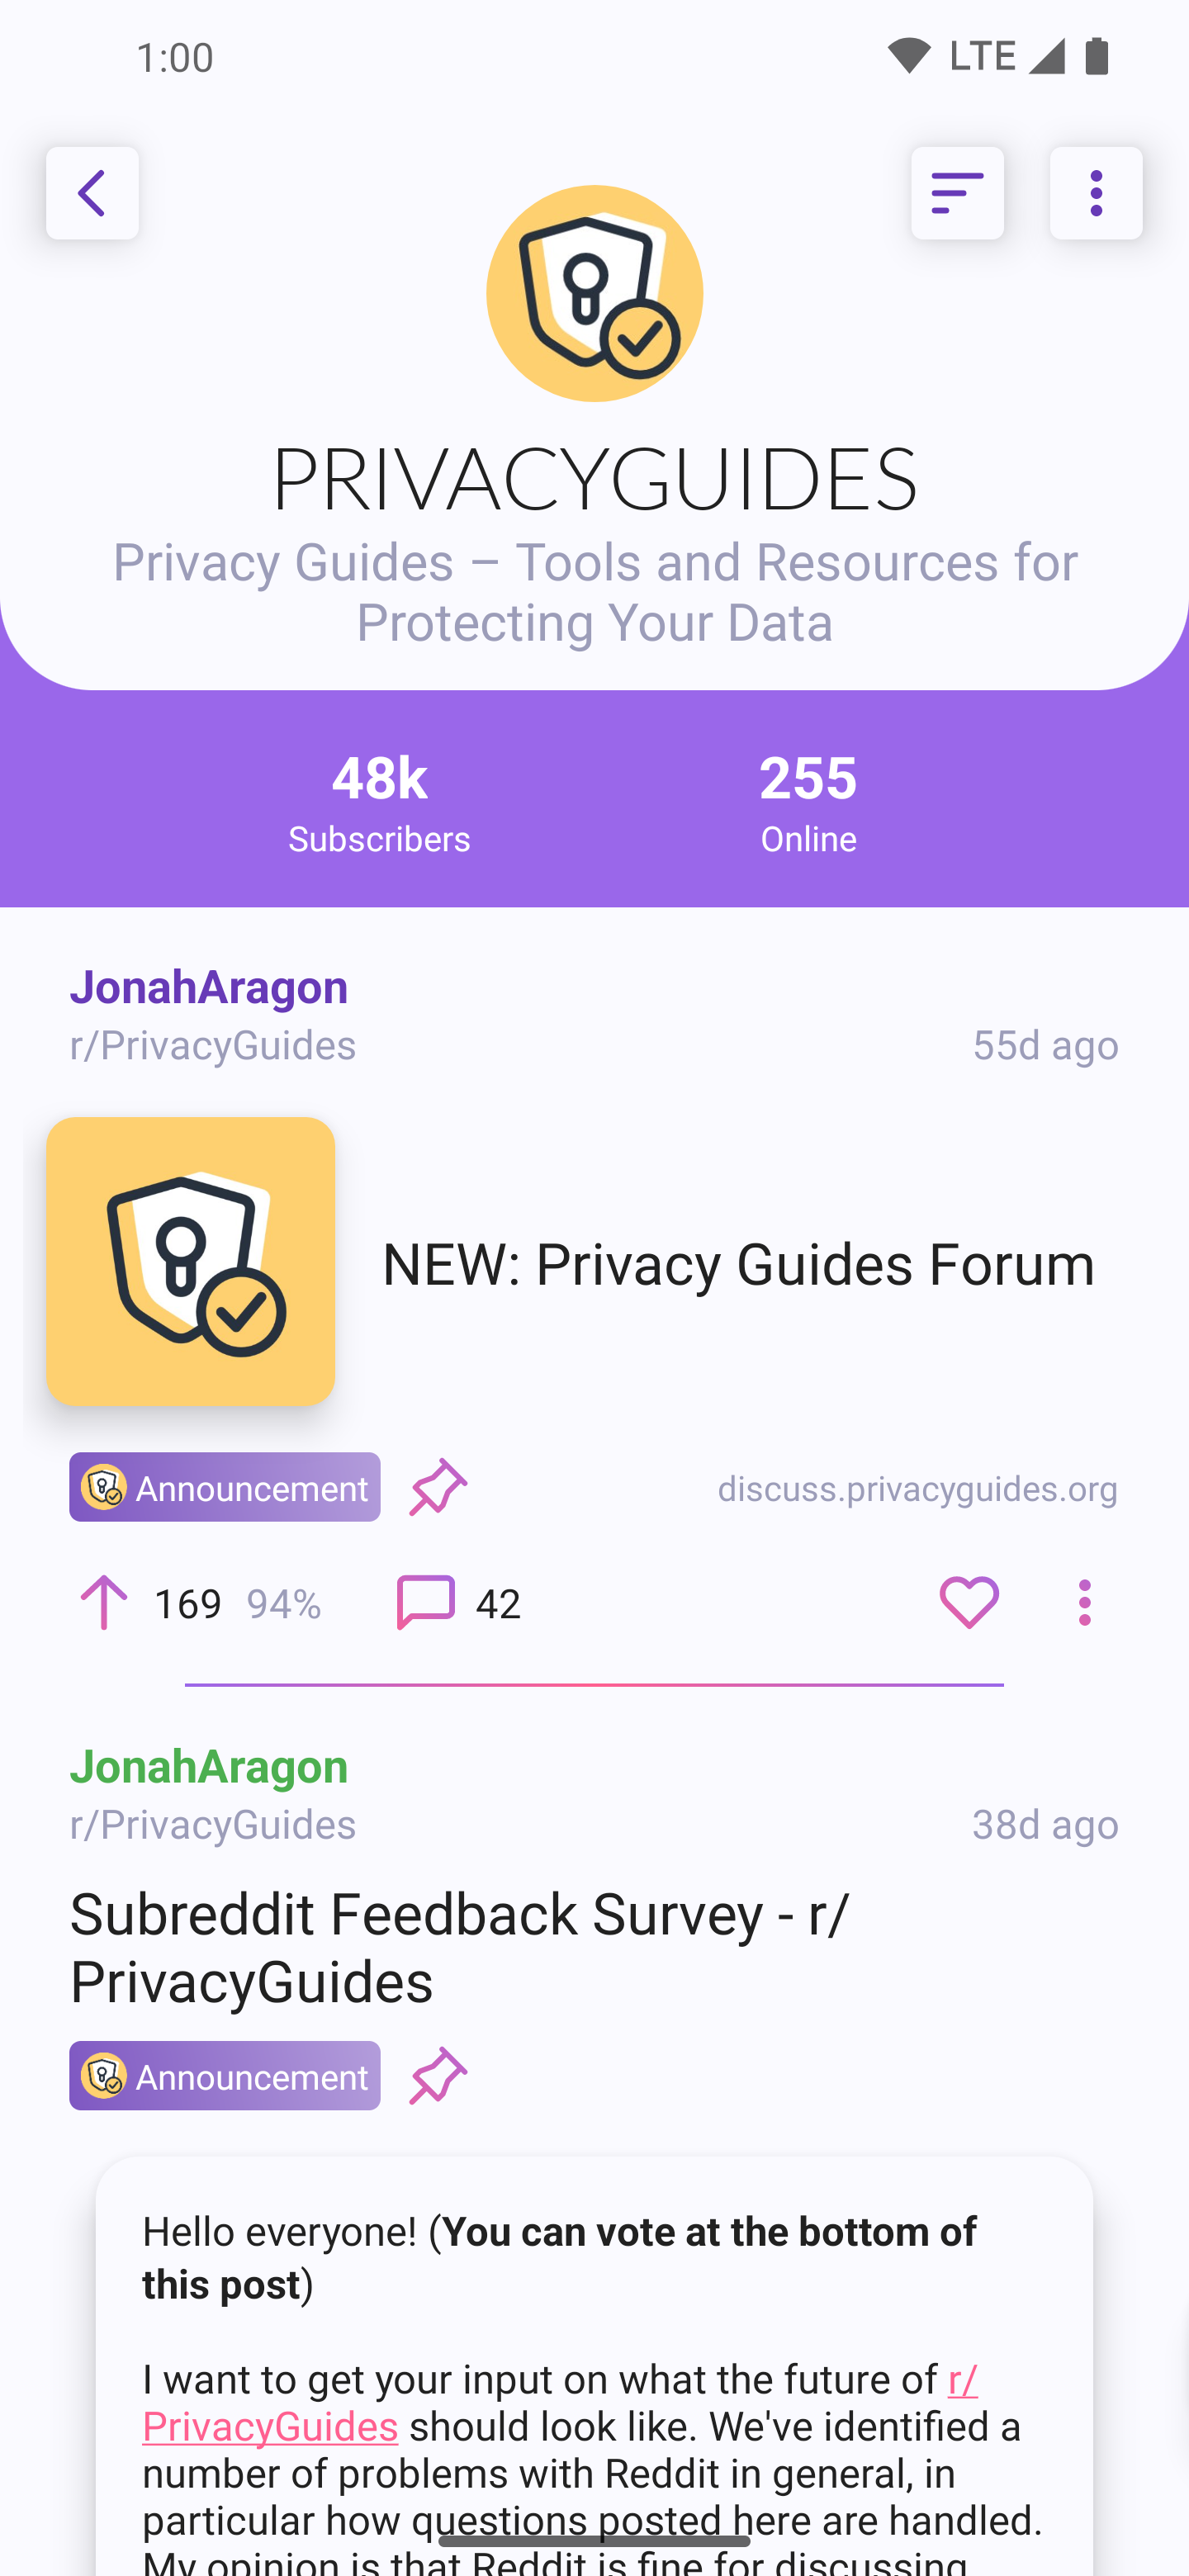 1:00
LTE
PRIVACYGUIDES
Privacy Guides – Tools and Resources for
Protecting Your Data
48k
Subscribers
255
Online
JonahAragon
r/PrivacyGuides
55d ago
NEW: Privacy Guides Forum
Announcement
discuss.privacyguides.org
169 94%
42
JonahAragon
r/PrivacyGuides
38d ago
Subreddit Feedback Survey - r/
PrivacyGuides
Announcement
Hello everyone! (You can vote at the bottom of
this post)
I want to get your input on what the future of r/
PrivacyGuides should look like. We've identified a
number of problems with Reddit in general, in
particular how questions posted here are handled.
My opinion is that Reddit is fine for discussing